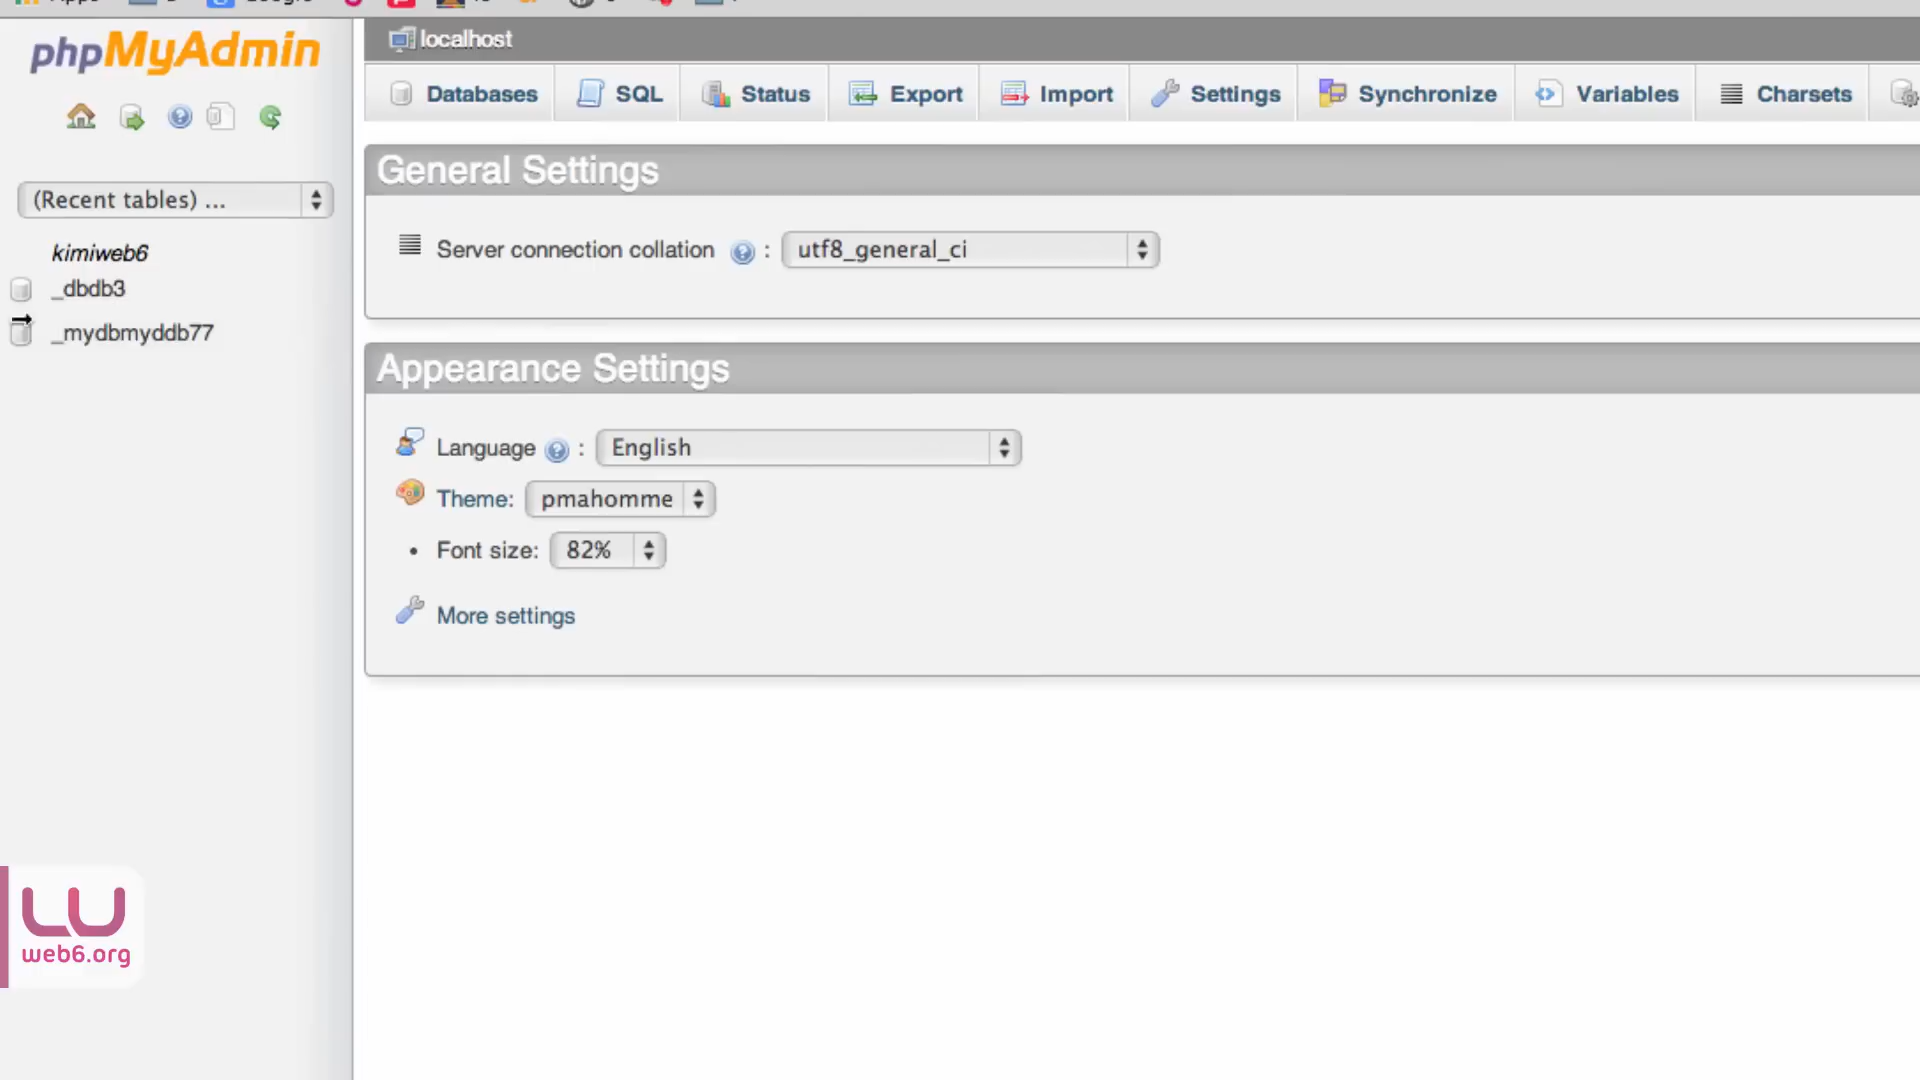 phpMyAdmin
(Recent tables) ...
kimiweb6
_dbdb3
_mydbmyddb77
web6.org
localhost
Databases SQL Status Export Import Settings Synchronize Variables Charsets
General Settings
Server connection collation : utf8_general_ci
Appearance Settings
Language : English
Theme: pmahomme
• Font size: 82%
More settings